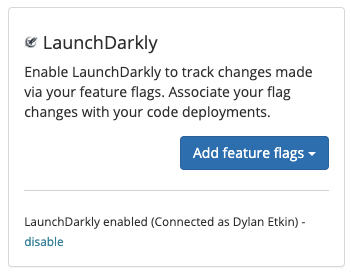 LaunchDarkly
Enable LaunchDarkly to track changes made
via your feature flags. Associate your flag
changes with your code deployments.
Add feature flags
LaunchDarkly enabled (Connected as Dylan Etkin) -
disable